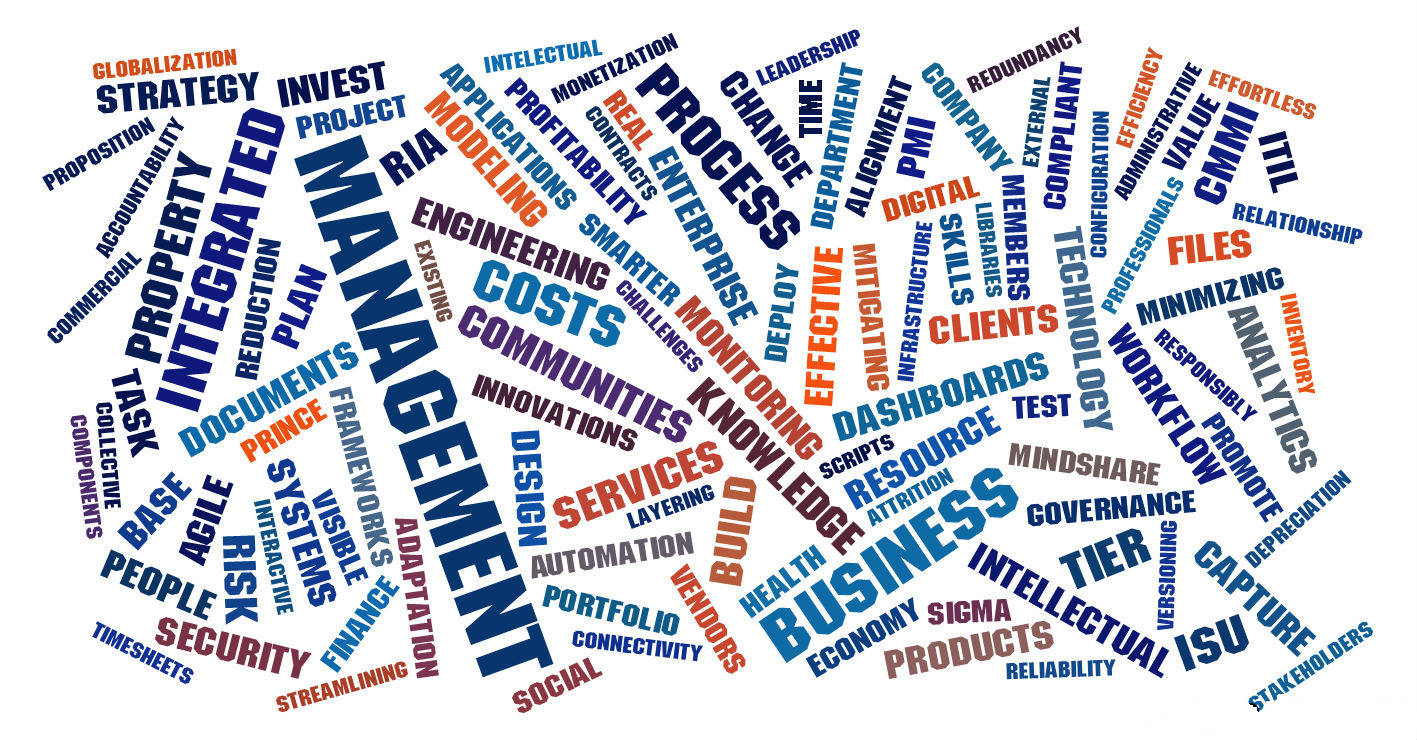 GLOBALIZATION
STRATEGY
INVEST
PROJECT
PROPOSITION
ACCOUNTABILITY
COMMERCIAL
PROPERTY
INTEGRATED
REDUCTION
PLAN
MANAGEMENT
RIA
APPLICATIONS
MODELING
INTELECTUAL
MONETIZATION
PROFITABILITY
REAL
CONTRACTS
PROCESS
ENTERPRISE
CHANGE
LEADERSHIP
TIME
DEPARTMENT
ALIGNMENT
PMI
COMPANY
REDUNDANCY
EXTERNAL
COMPLIANT
CONFIGURATION
EFFICIENCY
ADMINISTRATIVE
VALUE
EFFORTLESS
CMMI
ITIL
RELATIONSHIP
PROFESSIONALS
FILES
MINIMIZING
INVENTORY
ANALYTICS
DIGITAL
SKILLS
LIBRARIES
MEMBERS
TECHNOLOGY
INFRASTRUCTURE
CLIENTS
MITIGATING
EFFECTIVE
DEPLOY
ENGINEERING
EXISTING
SMARTER
COSTS
CHALLENGES
COMMUNITIES
MONITORING
INNOVATIONS
KNOWLEDGE
DASHBOARDS
TEST
WORKFLOW
RESPONSIBLY
PROMOTE
TASK
COLLECTIVE
COMPONENTS
DOCUMENTS
PRINCE
FRAMEWORKS
BASE
AGILE
SYSTEMS
VISIBLE
INTERACTIVE
RISK
PEOPLE
SECURITY
TIMESHEETS
FINANCE
STREAMLINING
ADAPTATION
DESIGN
SERVICES
LAYERING
AUTOMATION
BUILD
PORTFOLIO
CONNECTIVITY
SOCIAL
VENDORS
SCRIPTS
RESOURCE
ATTRITION
HEALTH
BUSINESS
ECONOMY
SIGMA
PRODUCTS
RELIABILITY
MINDSHARE
GOVERNANCE
INTELLECTUAL
TIER
VERSIONING
ISU
CAPTURE
DEPRECIATION
STAKEHOLDERS